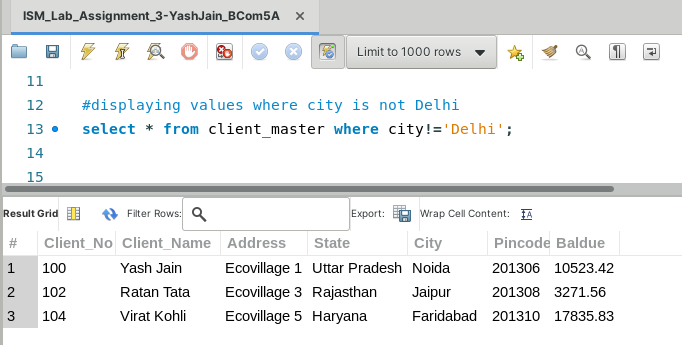 ISM_Lab_Assignment_3-YashJain_BCom5A
Limit to 1000 rows
11
12 #displaying values where city is not Delhi
13 select * from client_master where city!='Delhi';
14
15
Result Grid Filter Rows: Export: Wrap Cell Content:
# Client_No Client_Name Address State City Pincode Baldue
1 100 Yash Jain Ecovillage 1 Uttar Pradesh Noida 201306 10523.42
2 102 Ratan Tata Ecovillage 3 Rajasthan Jaipur 201308 3271.56
3 104 Virat Kohli Ecovillage 5 Haryana Faridabad 201310 17835.83